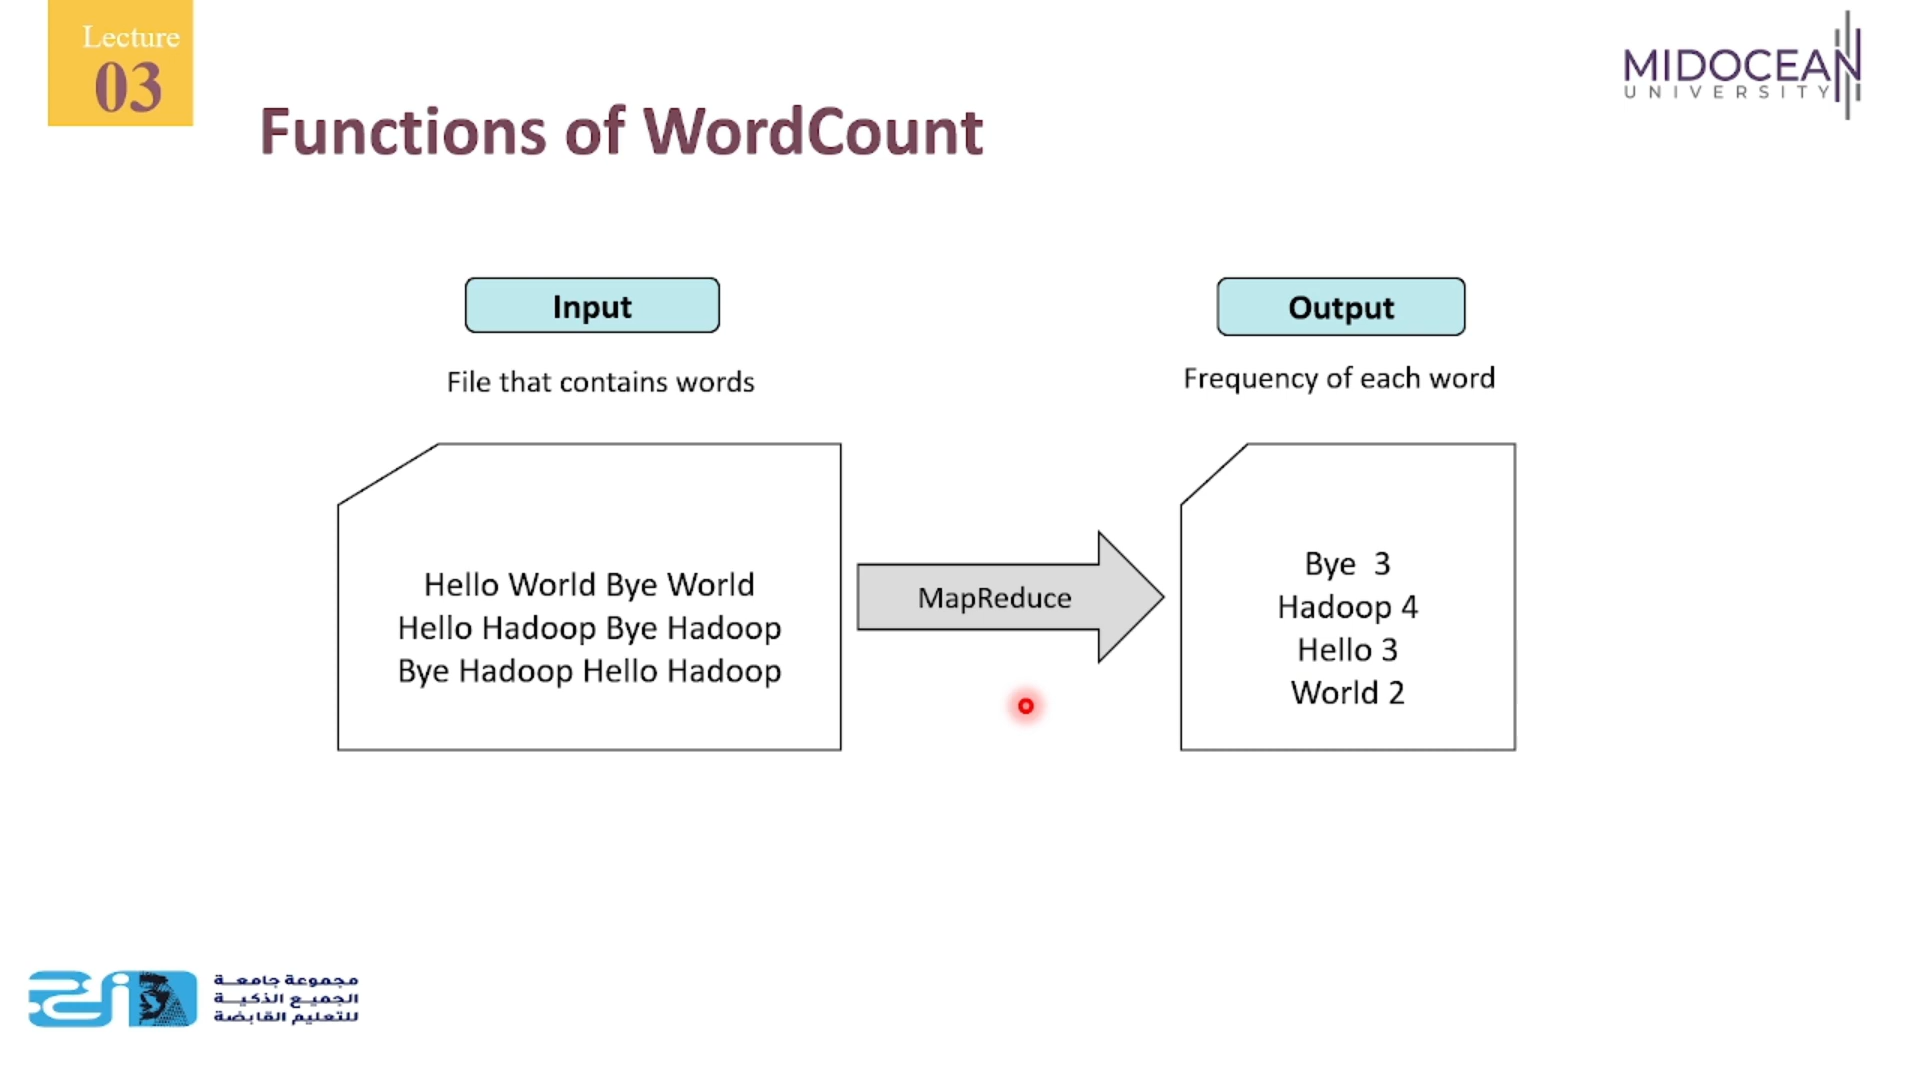 Lecture
03
MIDOCEAN
UNIVERSITY
Functions of WordCount
Input
File that contains words
Hello World Bye World
Hello Hadoop Bye Hadoop
Bye Hadoop Hello Hadoop
MapReduce
Output
Frequency of each word
Bye 3
Hadoop 4
Hello 3
World 2
مجموعة جامعة
الجميع الذكية
للتعليم القابضة